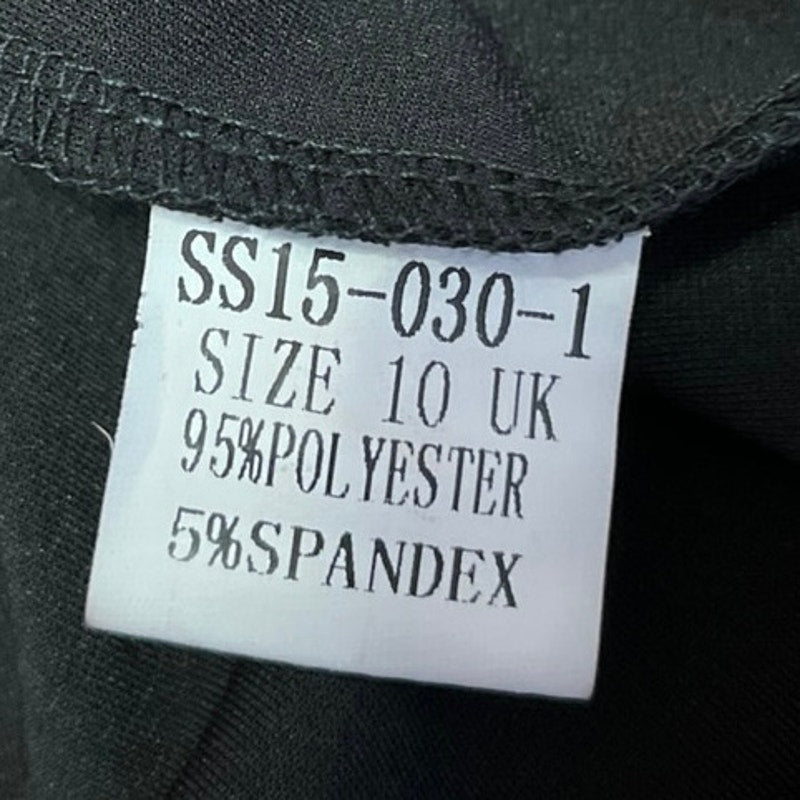 SS15-030-1
SIZE 10 UK
95%POLYESTER
5%SPANDEX